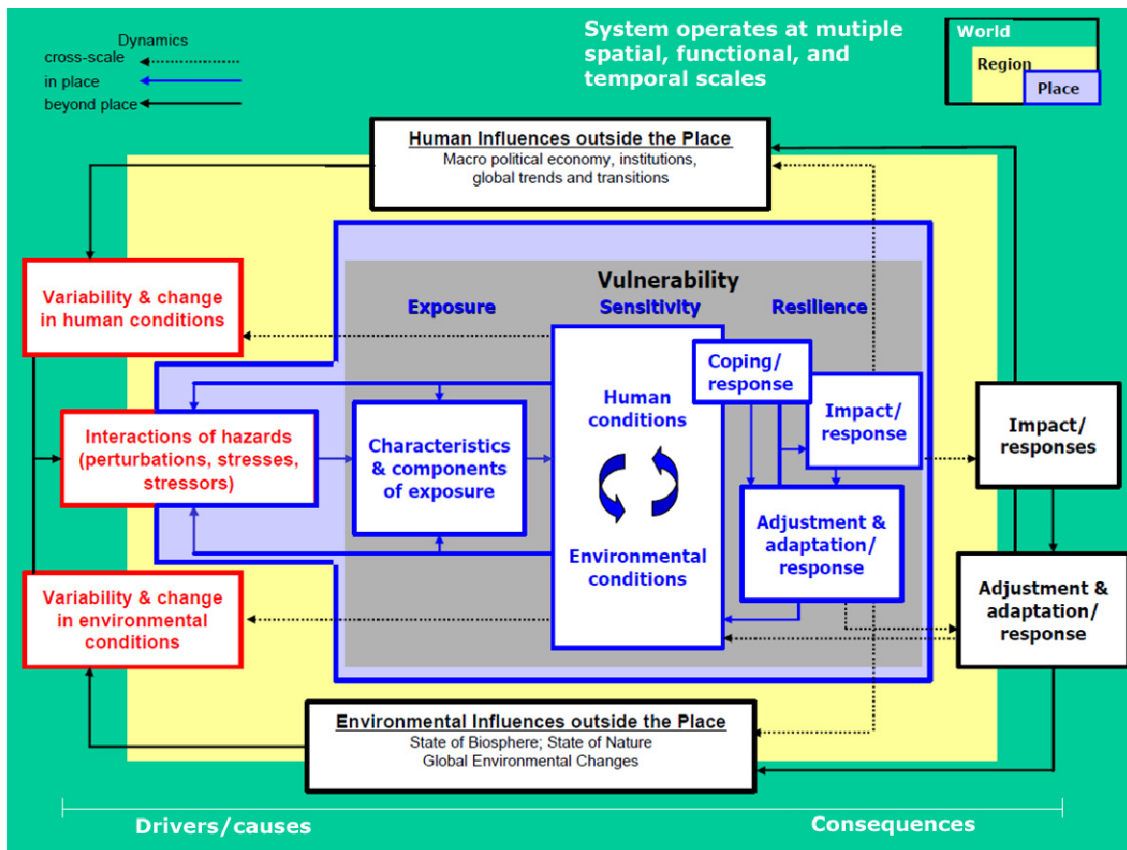 Dynamics
cross-scale
in place
beyond place
System operates at mutiple
spatial, functional, and
temporal scales
World
Region
Place
Human Influences outside the Place
Macro political economy, institutions,
global trends and transitions
Variability & change
in human conditions
Vulnerability
Exposure
Sensitivity
Resilience
Coping/
response
Human
conditions
Impact/
response
Impact/
responses
Interactions of hazards
(perturbations, stresses,
stressors)
Characteristics
& components
of exposure
Adjustment &
adaptation/
response
Environmental
conditions
Variability & change
in environmental
conditions
Adjustment &
adaptation/
response
Environmental Influences outside the Place
State of Biosphere; State of Nature
Global Environmental Changes
Drivers/causes
Consequences